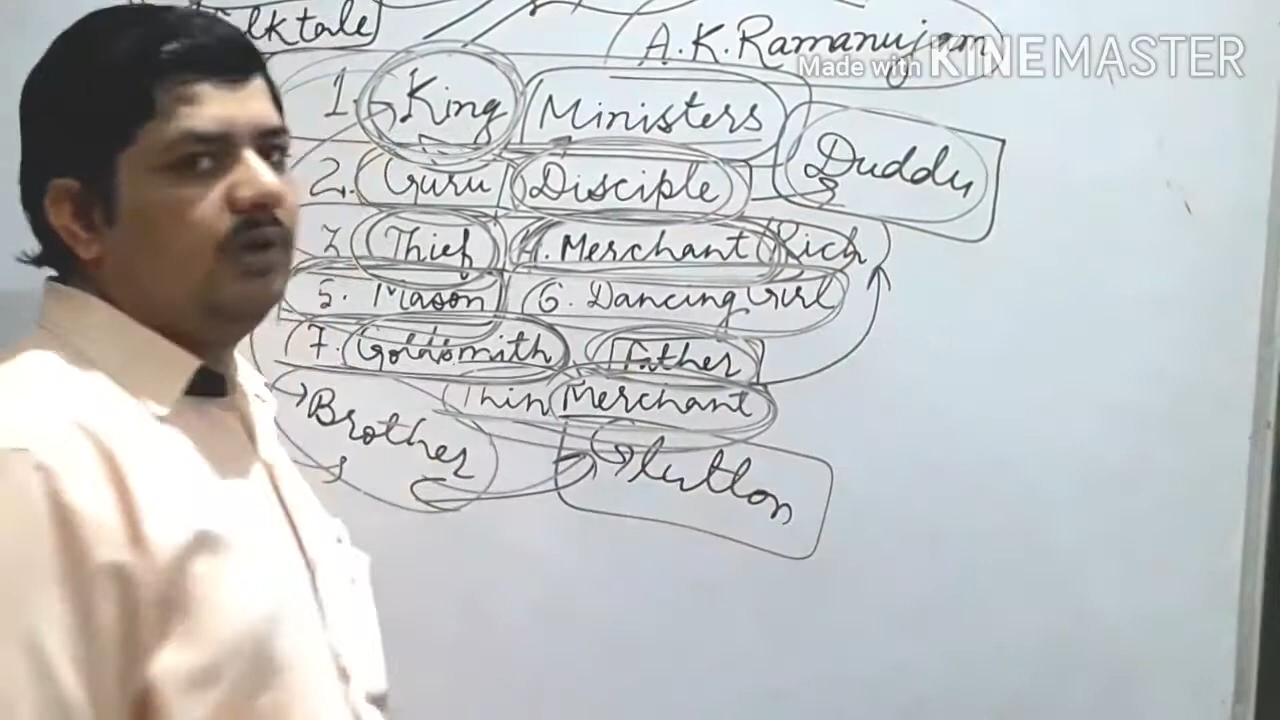 lktale
A.K.Ramanujam
Made with KINEMASTER
1. King Ministers
Duddu
2. Guru Disciple
3 Thief 4. Merchant Rich
5. Mason 6. Dancing Girl
7. Goldsmith Father
Thin Merchant
Brother